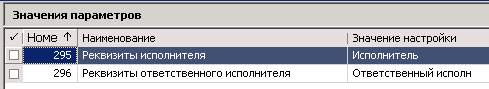 Значения параметров
Номе Наименование Значение настройки
295 Реквизиты исполнителя Исполнитель
296 Реквизиты ответственного исполнителя Ответственный исполн